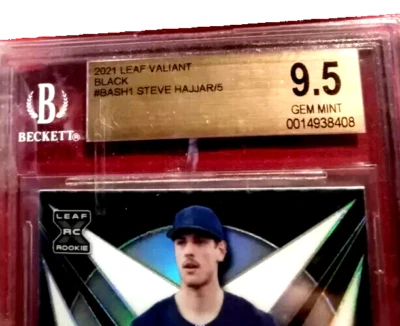 2021 LEAF VALIANT
BLACK
#BASH1 STEVE HAJJAR/5
9.5
GEM MINT
0014938408
B
BECKETT
LEAF
RC
ROOKIE